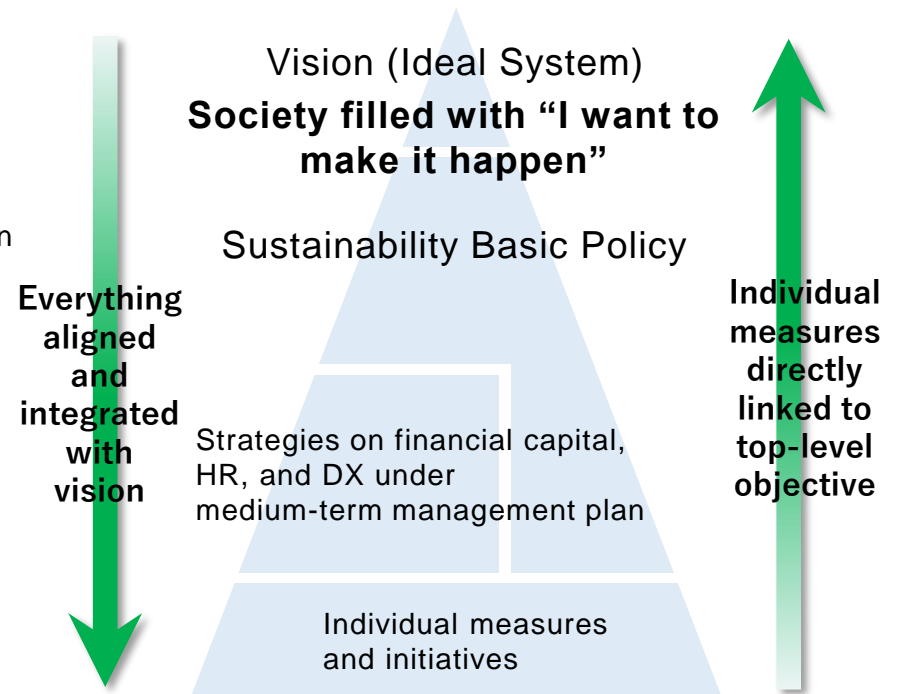 Vision (Ideal System)
Society filled with “I want to
make it happen”
n
Sustainability Basic Policy
Everything
aligned
and
integrated
with
vision
Strategies on financial capital,
HR, and DX under
medium-term management plan
Individual measures
and initiatives
Individual
measures
directly
linked to
top-level
objective